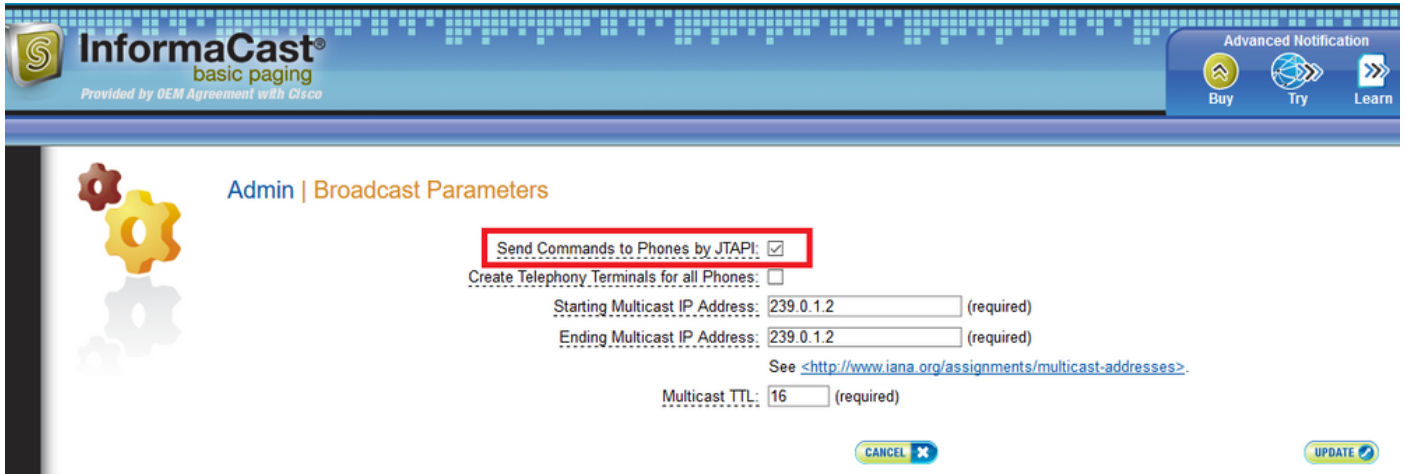 InformaCast®
basic paging
Provided by OEM Agreement with Cisco
Advanced Notification
Buy Try Learn
Admin | Broadcast Parameters
Send Commands to Phones by JTAPI:
Create Telephony Terminals for all Phones:
Starting Multicast IP Address: 239.0.1.2 (required)
Ending Multicast IP Address: 239.0.1.2 (required)
See <http://www.iana.org/assignments/multicast-addresses>.
Multicast TTL: 16 (required)
CANCEL UPDATE